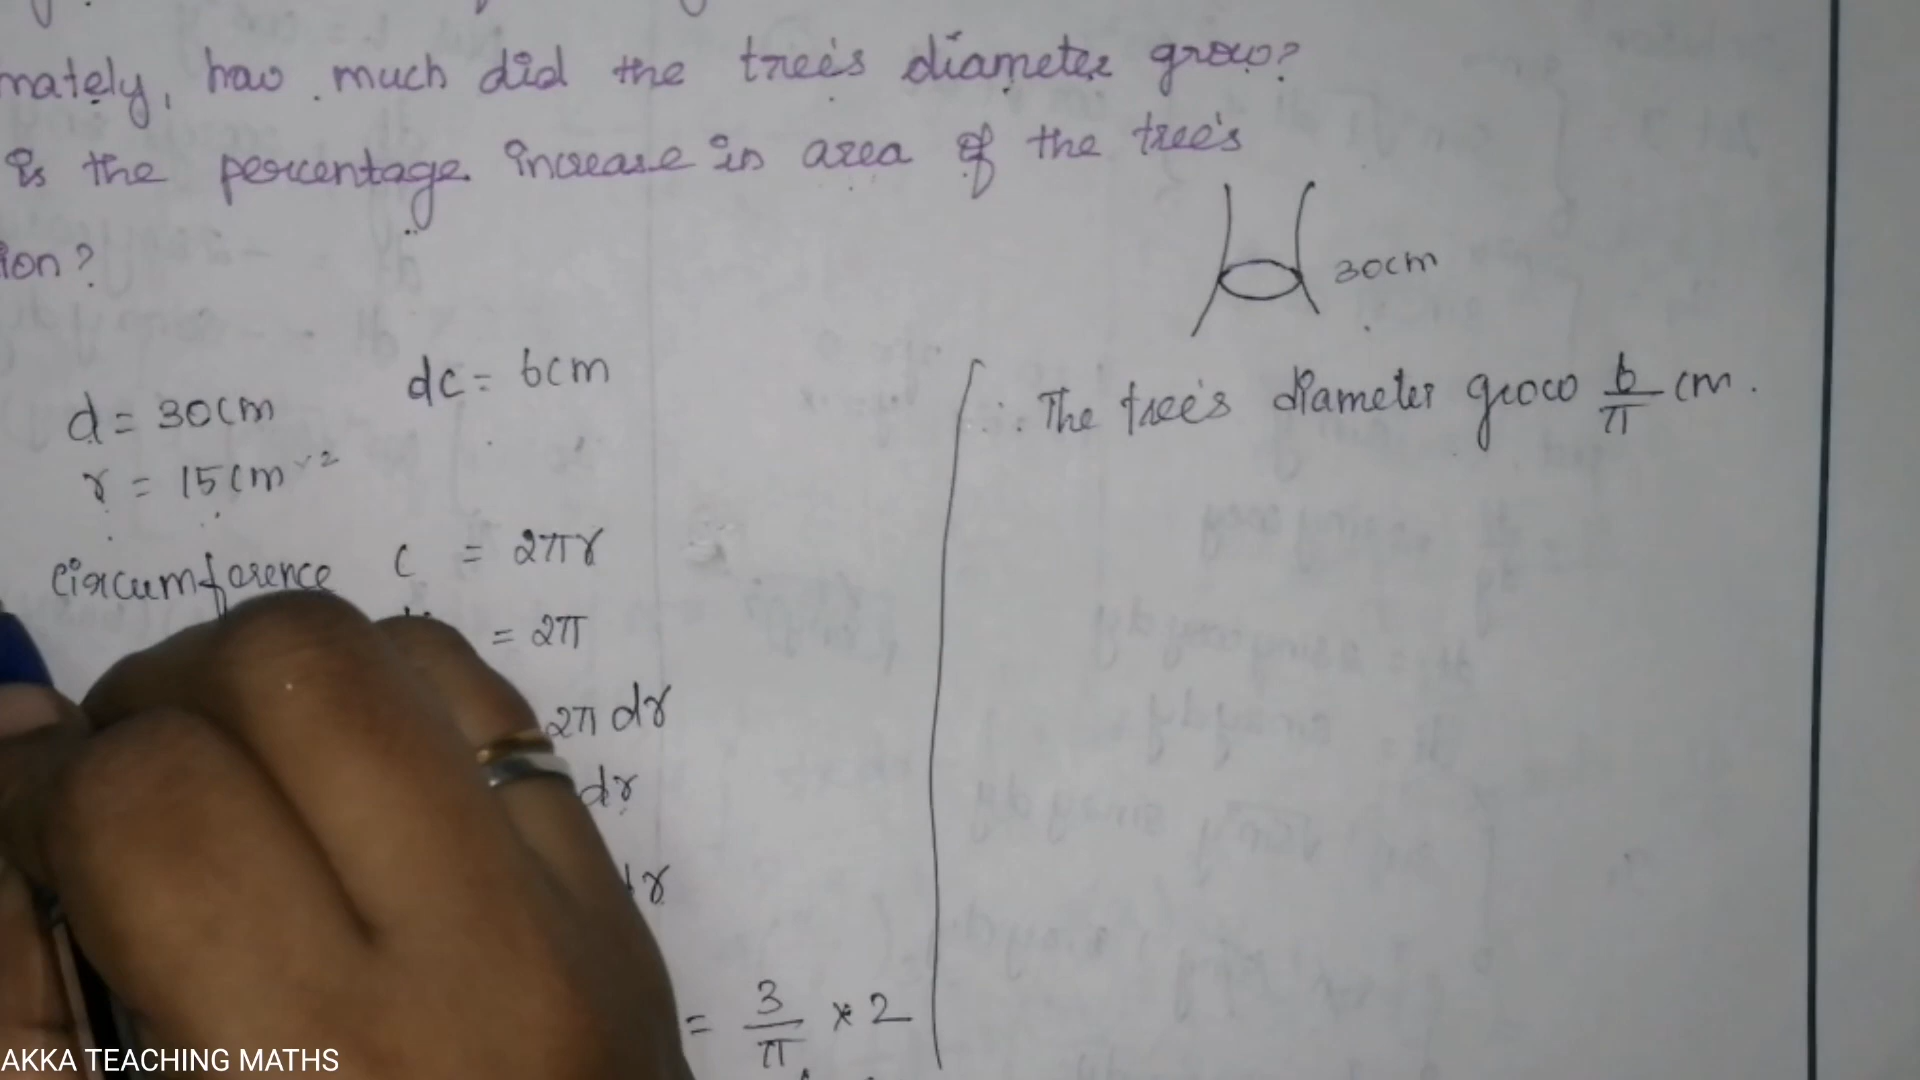 mately, how much did the tree's diameter grow?
is the percentage increase in area of the tree's
ion?
30cm
d = 30cm
dc = 6cm
r = 15cm
circumference c = 2πr
= 2π
2π dr
dr
r
= 3/π × 2
∴ The tree's diameter grow 6/π cm.
AKKA TEACHING MATHS